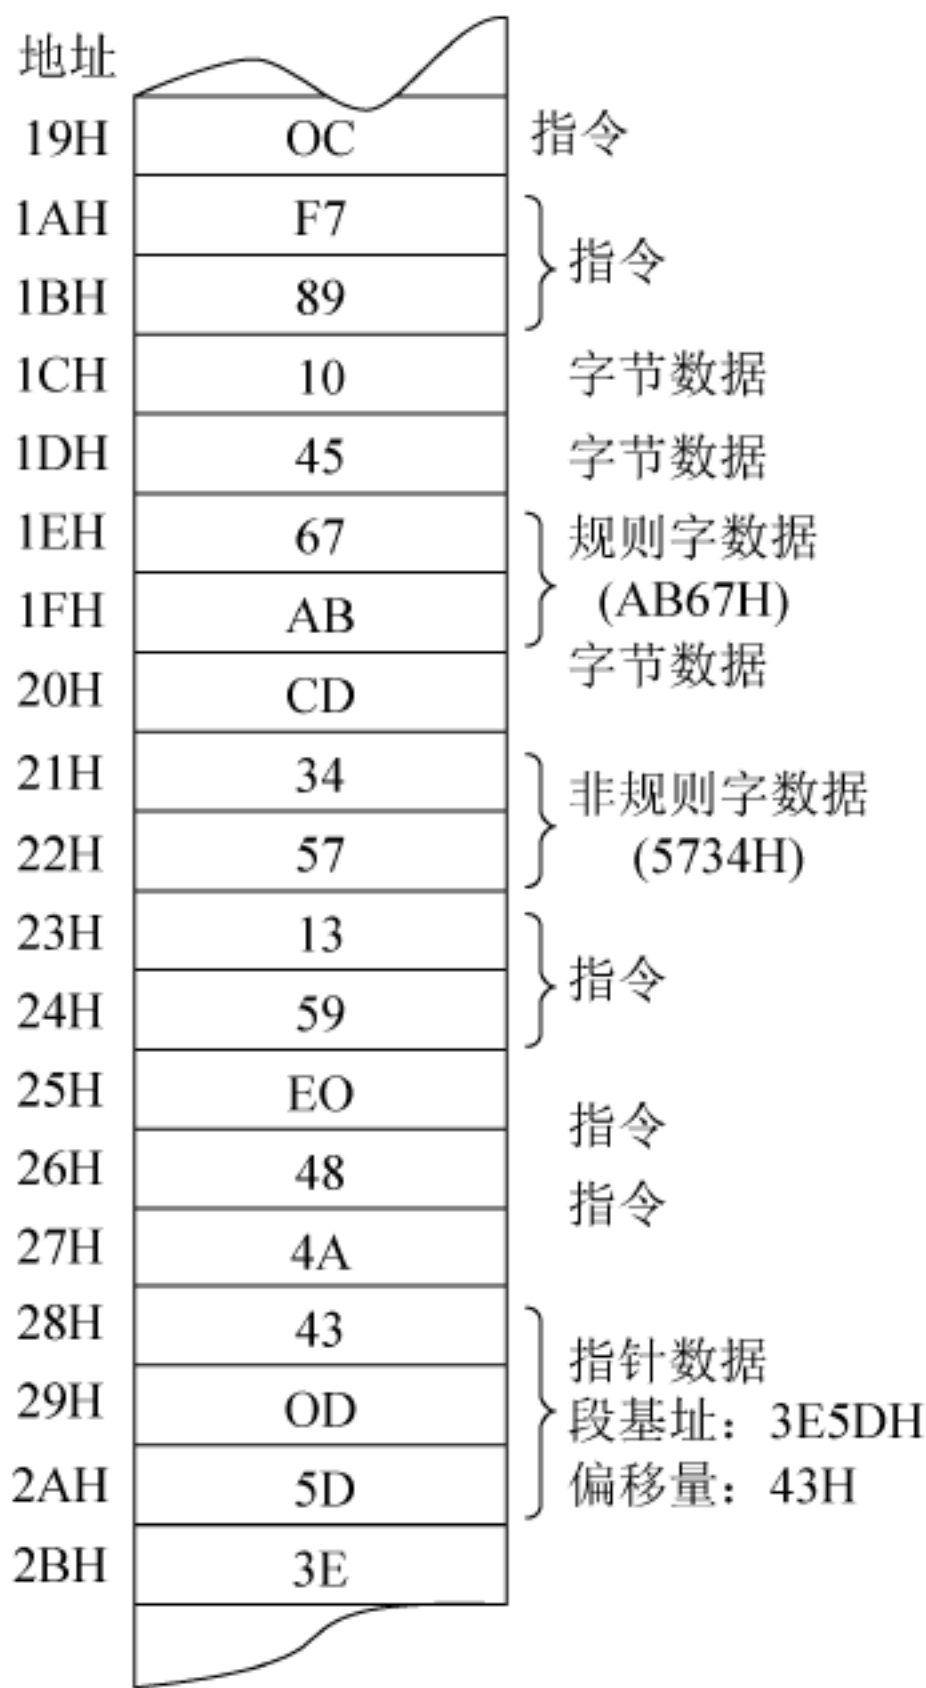 地址
19H OC 指令
1AH F7
指令
1BH 89
1CH 10 字节数据
1DH 45 字节数据
1EH 67 规则字数据
(AB67H)
1FH AB
字节数据
20H CD
21H 34
非规则字数据
22H 57 (5734H)
23H 13
指令
24H 59
25H EO
指令
26H 48
指令
27H 4A
28H 43
指针数据
29H OD 段基址：3E5DH
2AH 5D 偏移量：43H
2BH 3E